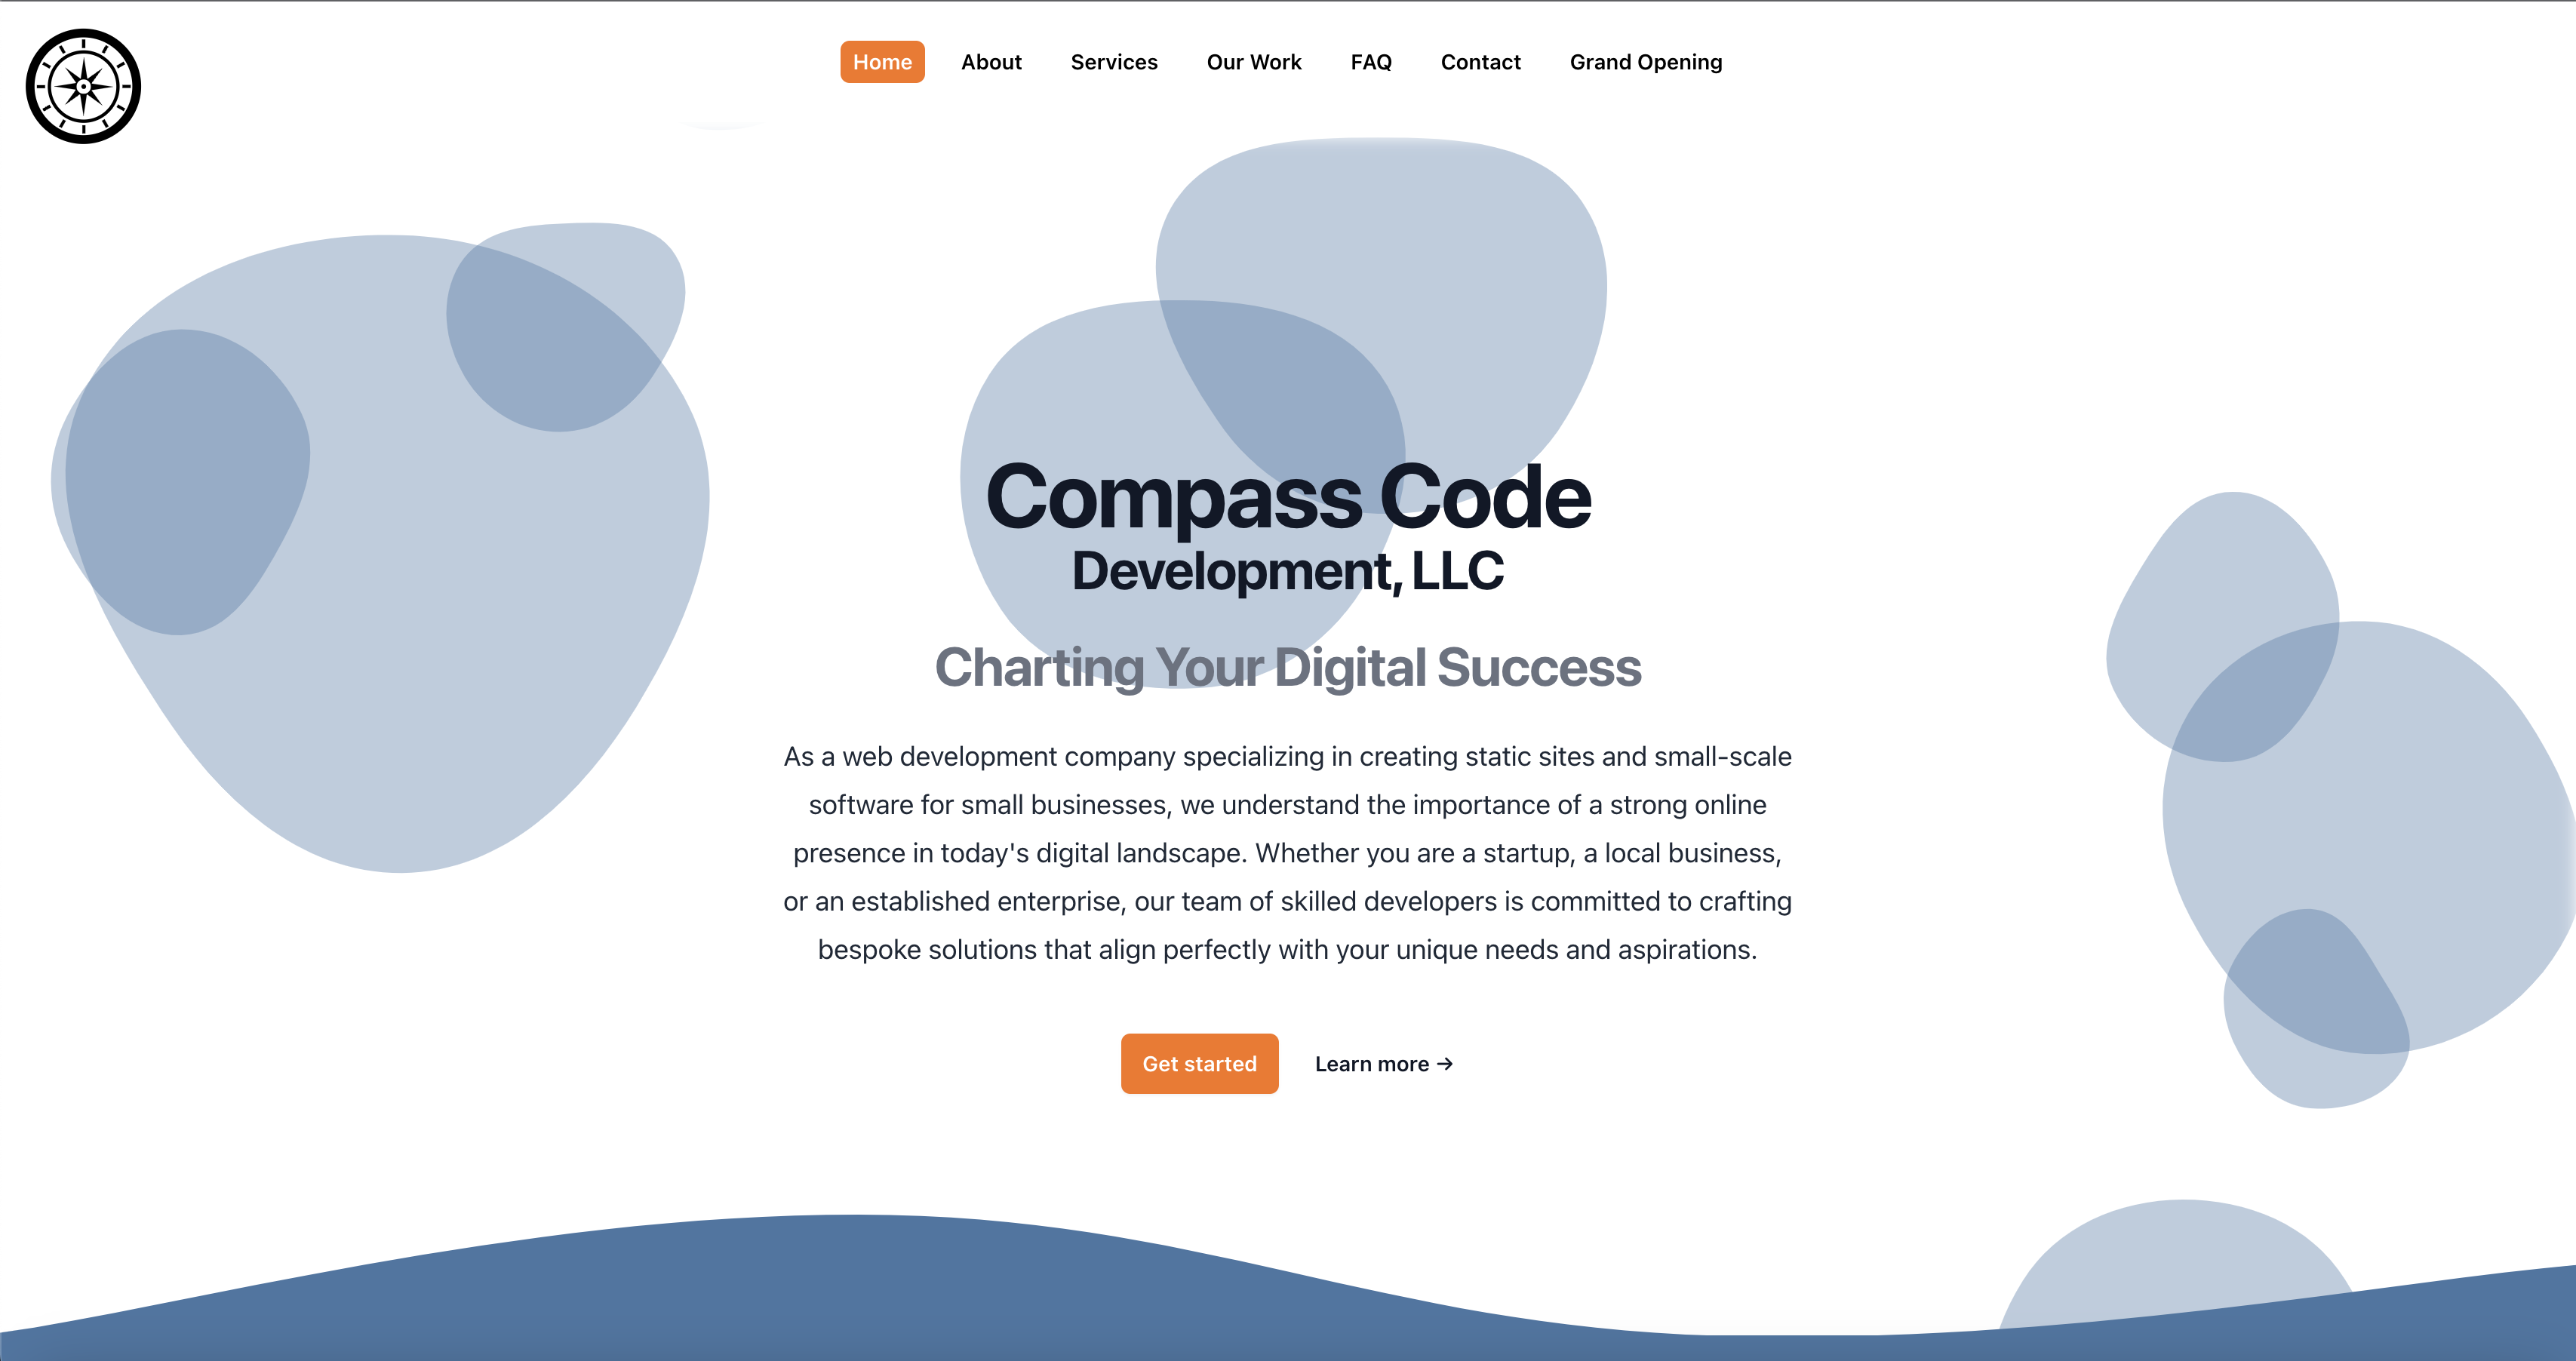 Home About Services Our Work FAQ Contact Grand Opening
Compass Code
Development, LLC
Charting Your Digital Success
As a web development company specializing in creating static sites and small-scale
software for small businesses, we understand the importance of a strong online
presence in today's digital landscape. Whether you are a startup, a local business,
or an established enterprise, our team of skilled developers is committed to crafting
bespoke solutions that align perfectly with your unique needs and aspirations.
Get started Learn more →